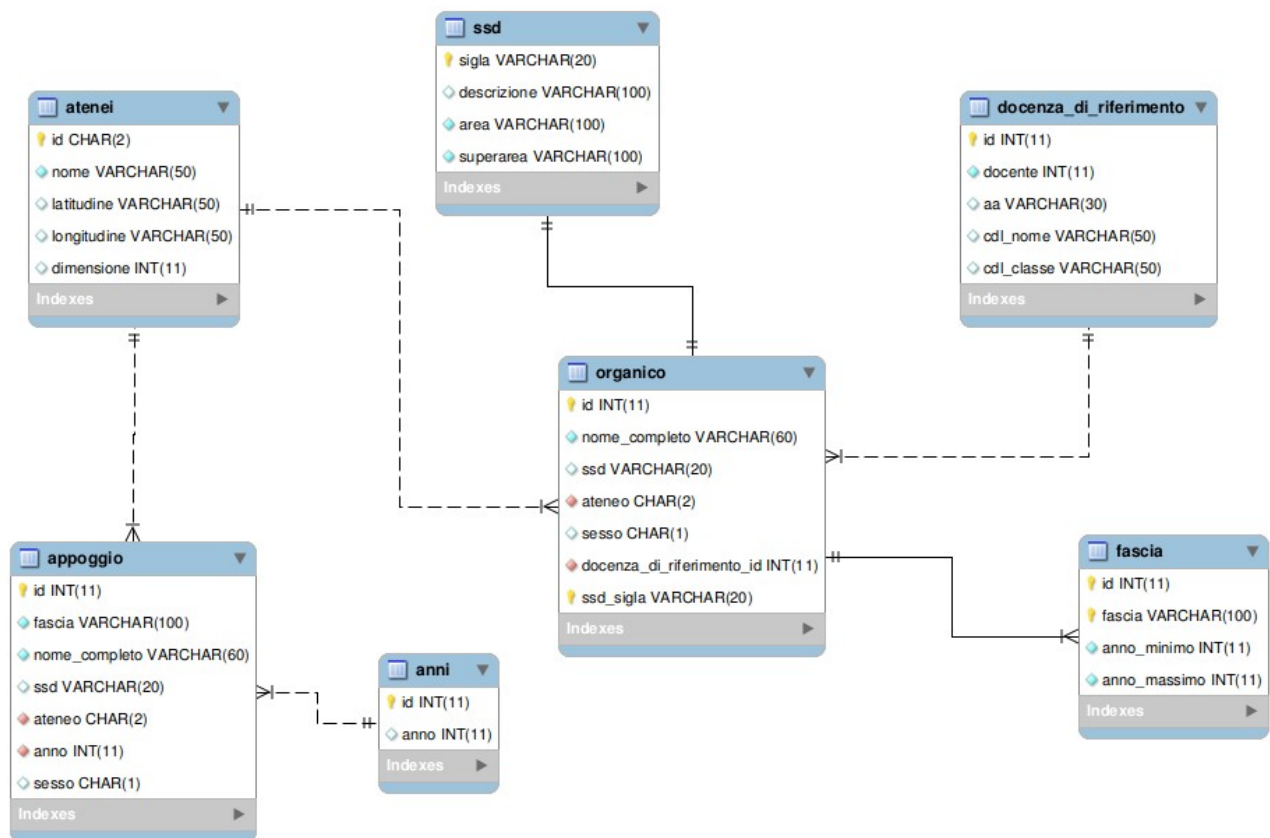 ssd
sigla VARCHAR(20)
descrizione VARCHAR(100)
area VARCHAR(100)
superarea VARCHAR(100)
Indexes
atenei
id CHAR(2)
nome VARCHAR(50)
latitudine VARCHAR(50)
longitudine VARCHAR(50)
dimensione INT(11)
Indexes
docenza_di_riferimento
id INT(11)
docente INT(11)
aa VARCHAR(30)
cdl_nome VARCHAR(50)
cdl_classe VARCHAR(50)
Indexes
organico
id INT(11)
nome_completo VARCHAR(60)
ssd VARCHAR(20)
ateneo CHAR(2)
sesso CHAR(1)
docenza_di_riferimento_id INT(11)
ssd_sigla VARCHAR(20)
Indexes
appoggio
id INT(11)
fascia VARCHAR(100)
nome_completo VARCHAR(60)
ssd VARCHAR(20)
ateneo CHAR(2)
anno INT(11)
sesso CHAR(1)
Indexes
anni
id INT(11)
anno INT(11)
Indexes
fascia
id INT(11)
fascia VARCHAR(100)
anno_minimo INT(11)
anno_massimo INT(11)
Indexes